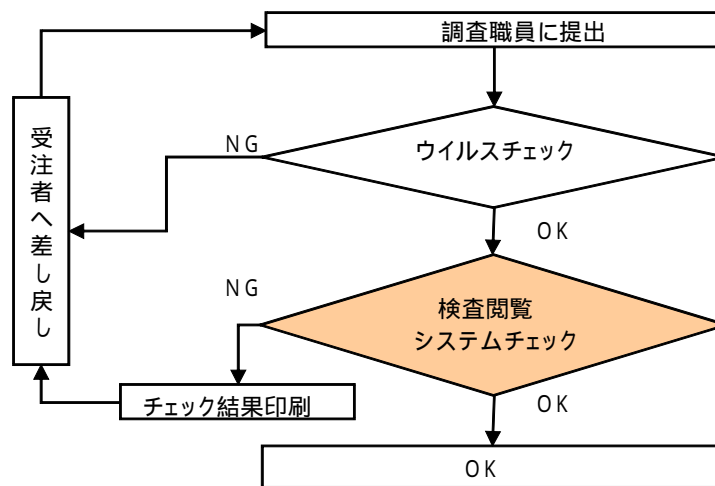 調査職員に提出
ウイルスチェック
NG
OK
受注者へ差し戻し
検査閲覧
システムチェック
NG
OK
チェック結果印刷
OK